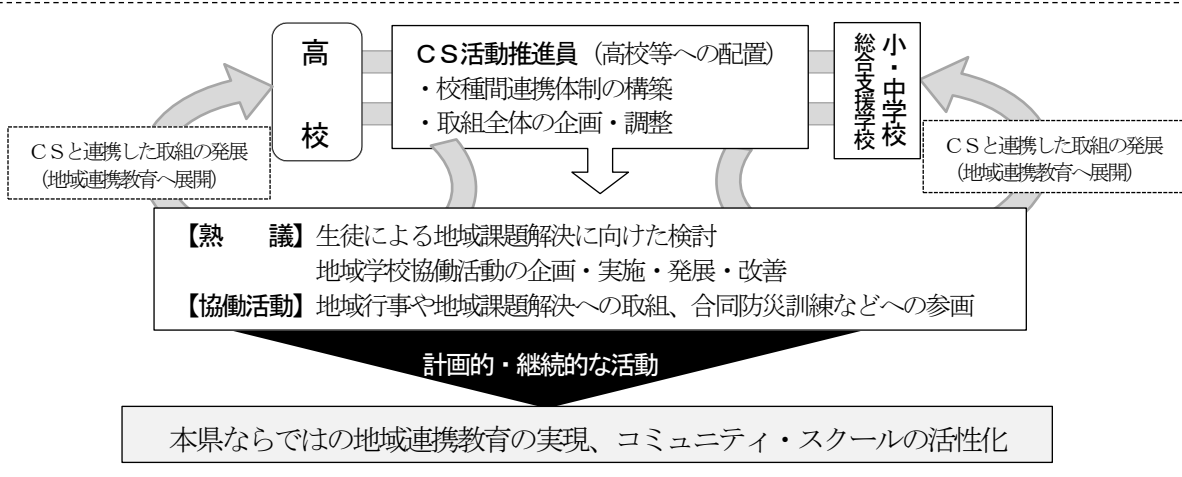 高校
ＣＳ活動推進員（高校等への配置）
・校種間連携体制の構築
・取組全体の企画・調整
小・中学校
総合支援学校
ＣＳと連携した取組の発展
（地域連携教育へ展開）
ＣＳと連携した取組の発展
（地域連携教育へ展開）
【熟　　議】生徒による地域課題解決に向けた検討
地域学校協働活動の企画・実施・発展・改善
【協働活動】地域行事や地域課題解決への取組、合同防災訓練などへの参画
計画的・継続的な活動
本県ならではの地域連携教育の実現、コミュニティ・スクールの活性化